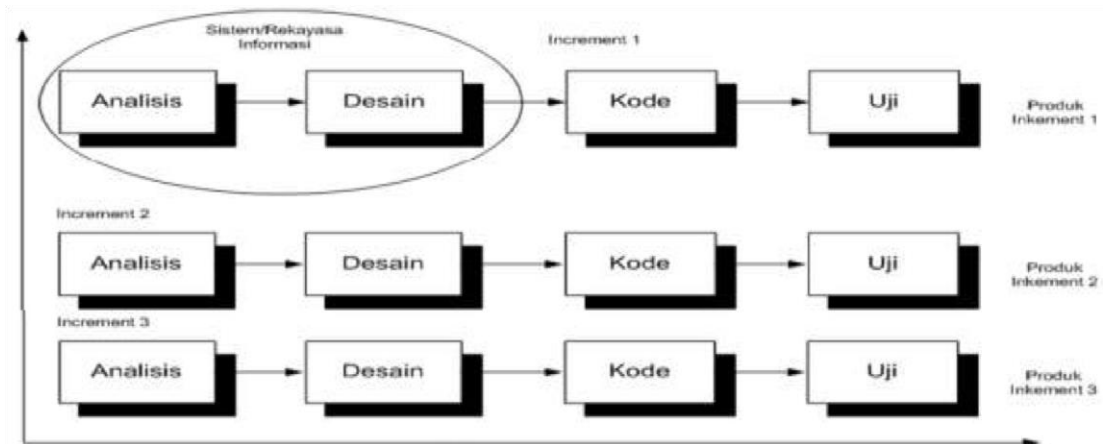 Sistem/Rekayasa
Informasi
Increment 1
Analisis
Desain
Kode
Uji
Produk
Inkement 1
Increment 2
Analisis
Desain
Kode
Uji
Produk
Inkement 2
Increment 3
Analisis
Desain
Kode
Uji
Produk
Inkement 3